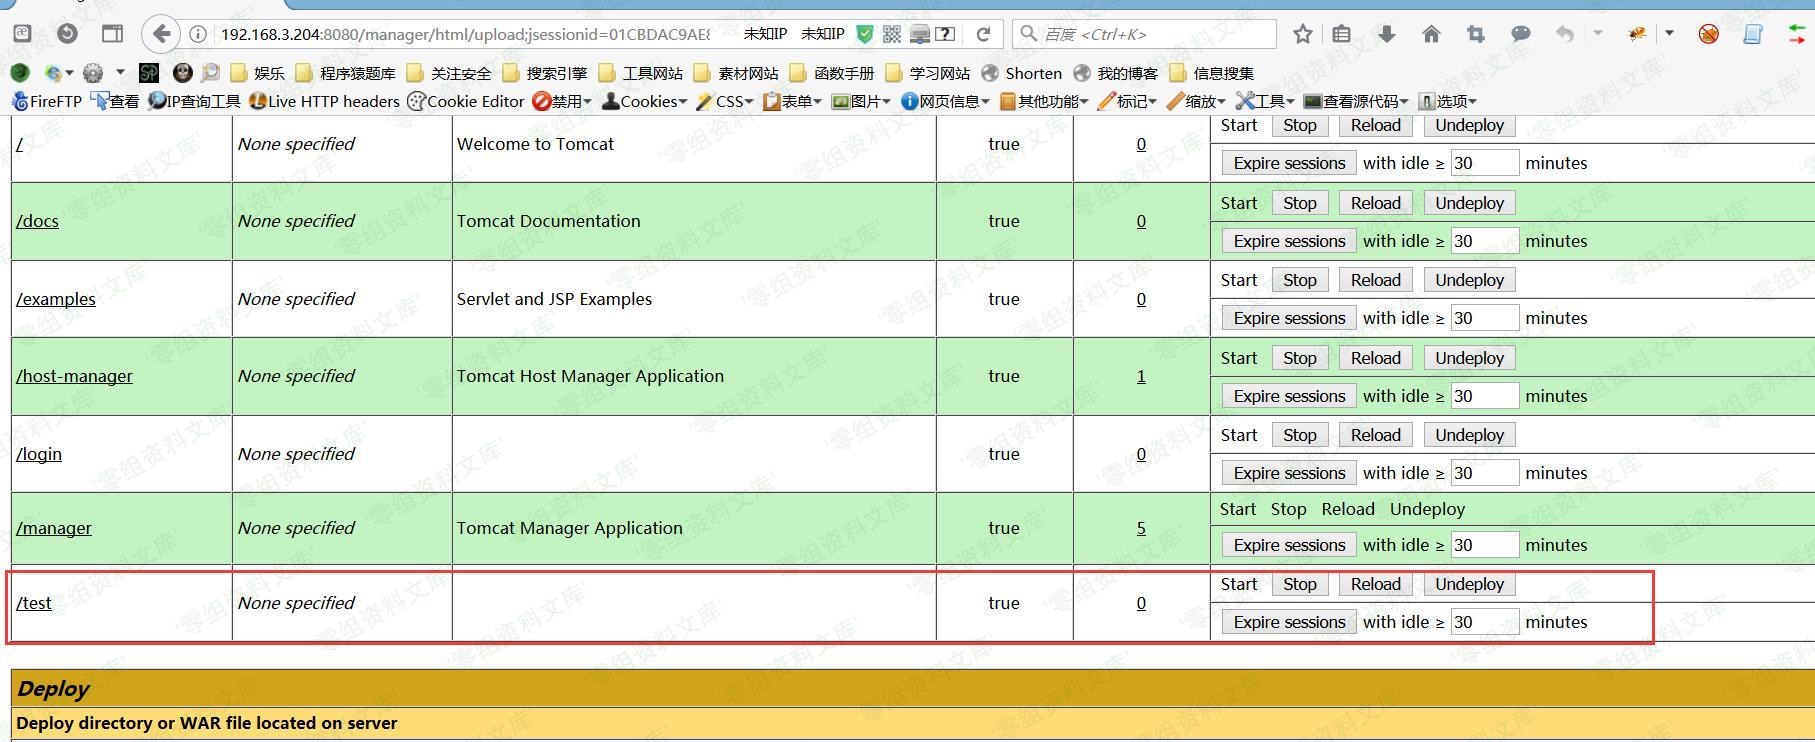 192.168.3.204:8080/manager/html/upload;jsessionid=01CBDAC9AE8 未知IP 未知IP ? 百度 <Ctrl+K>
娱乐 程序猿题库 关注安全 搜索引擎 工具网站 素材网站 函数手册 学习网站 Shorten 我的博客 信息搜集
FireFTP 查看 IP查询工具 Live HTTP headers Cookie Editor 禁用 Cookies CSS 表单 图片 网页信息 其他功能 标记 缩放 工具 查看源代码 选项
/ None specified Welcome to Tomcat true 0 Start Stop Reload Undeploy
Expire sessions with idle ≥ 30 minutes
/docs None specified Tomcat Documentation true 0 Start Stop Reload Undeploy
Expire sessions with idle ≥ 30 minutes
/examples None specified Servlet and JSP Examples true 0 Start Stop Reload Undeploy
Expire sessions with idle ≥ 30 minutes
/host-manager None specified Tomcat Host Manager Application true 1 Start Stop Reload Undeploy
Expire sessions with idle ≥ 30 minutes
/login None specified true 0 Start Stop Reload Undeploy
Expire sessions with idle ≥ 30 minutes
/manager None specified Tomcat Manager Application true 5 Start Stop Reload Undeploy
Expire sessions with idle ≥ 30 minutes
/test None specified true 0 Start Stop Reload Undeploy
Expire sessions with idle ≥ 30 minutes
Deploy
Deploy directory or WAR file located on server
'零组资料文库'